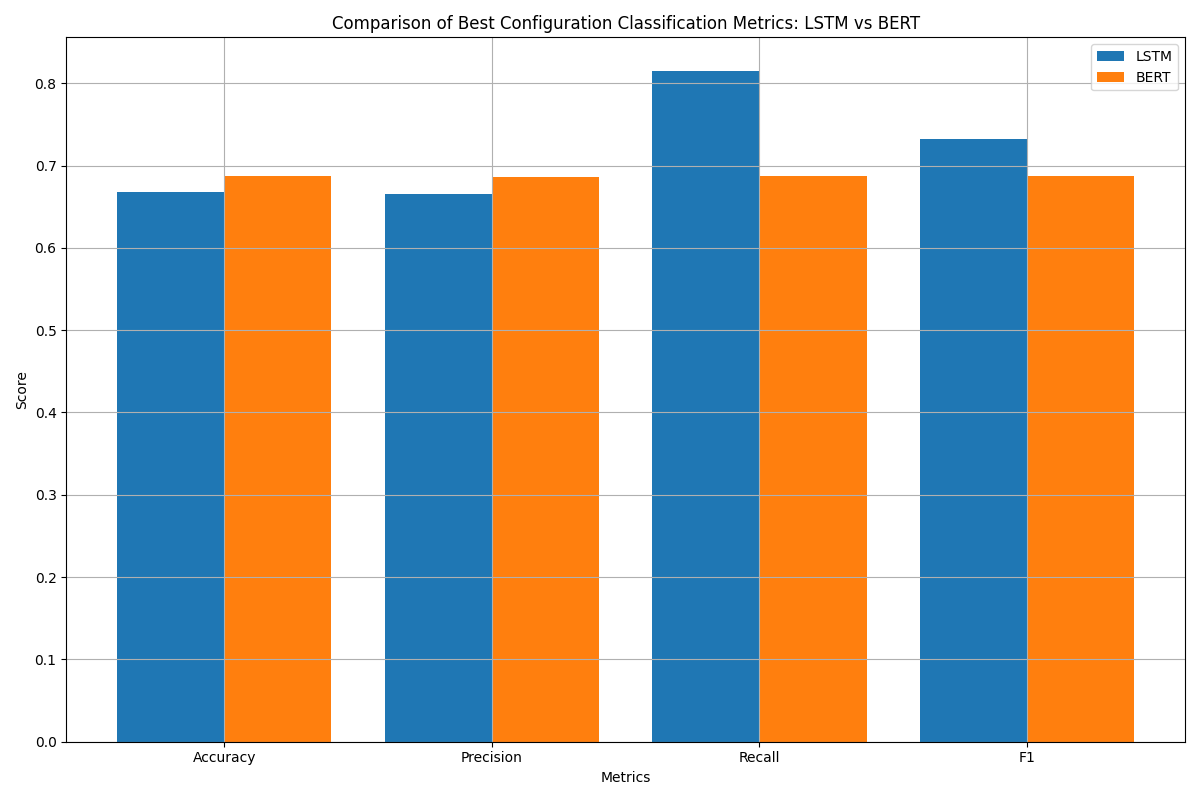 Comparison of Best Configuration Classification Metrics: LSTM vs BERT
LSTM
BERT
0.8
0.7
0.6
0.5
0.4
0.3
0.2
0.1
0.0
Score
Accuracy
Precision
Recall
F1
Metrics